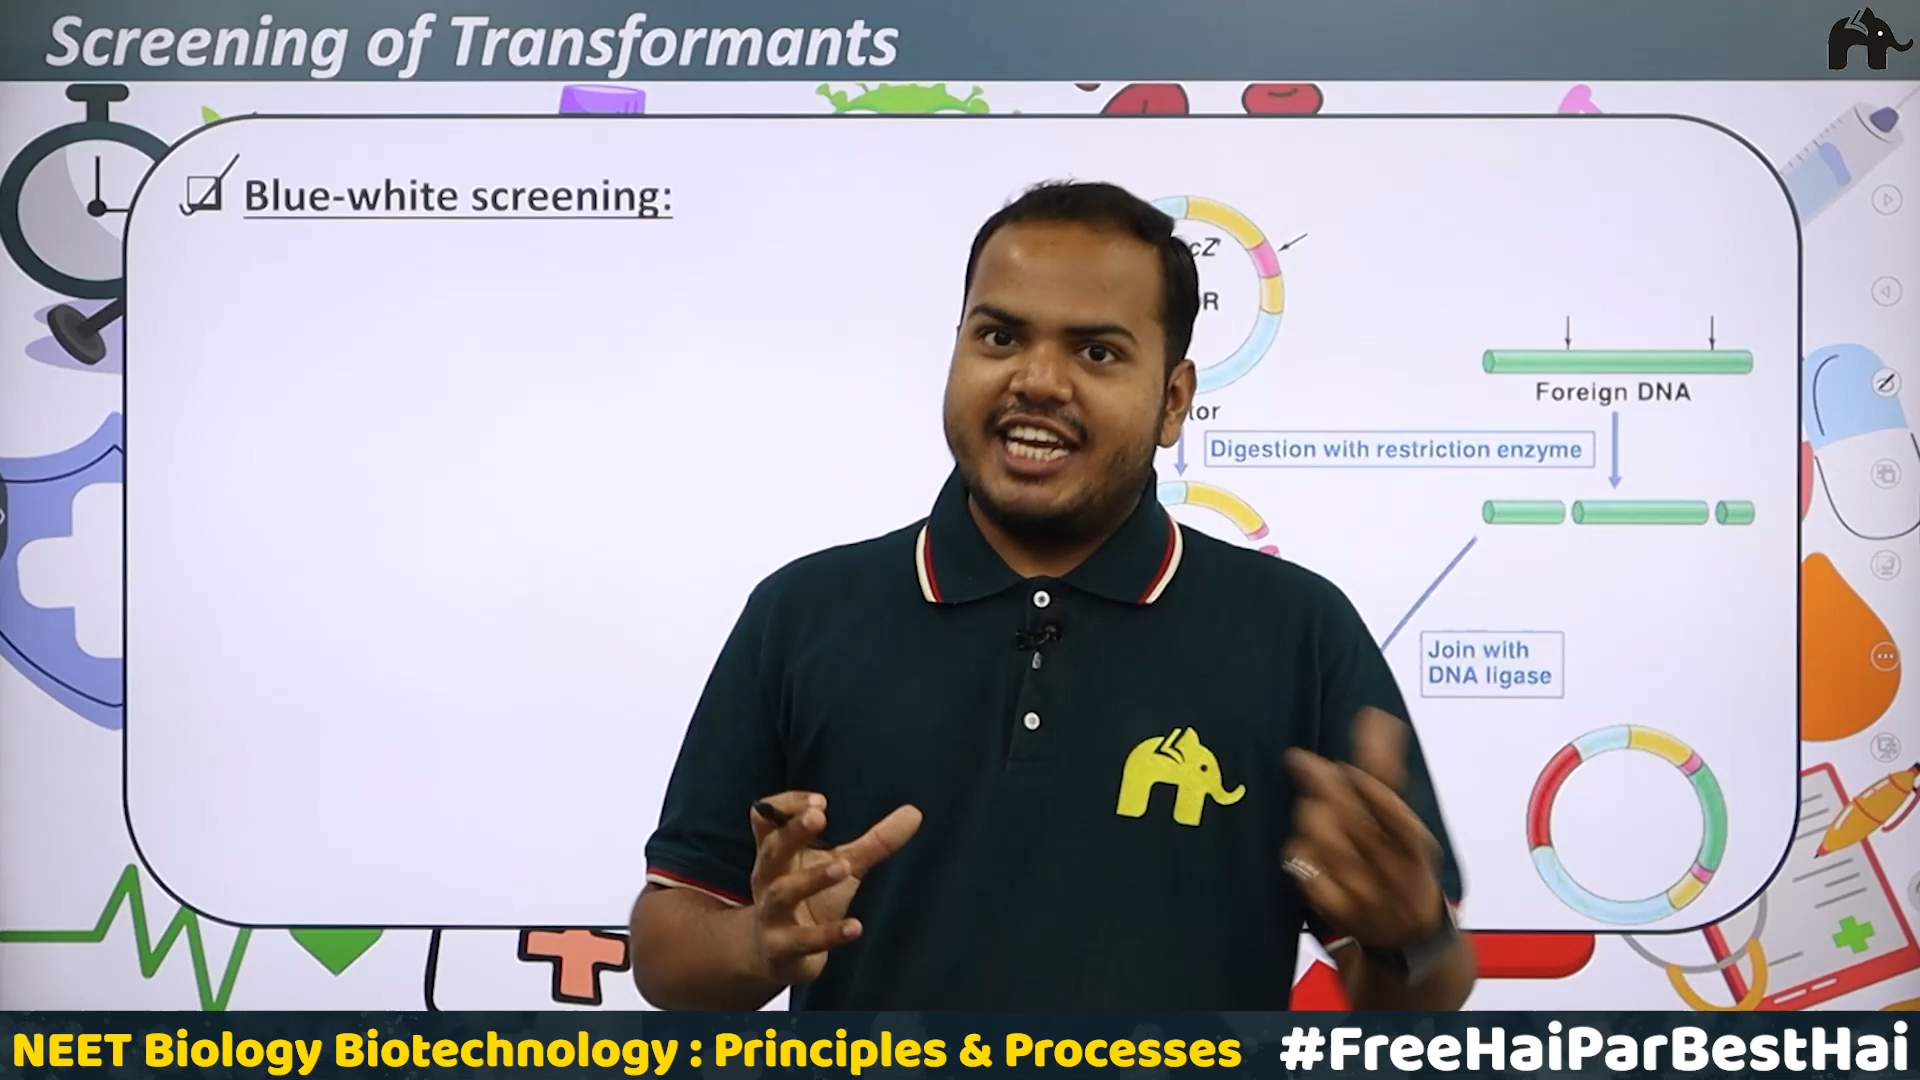 Screening of Transformants
Blue-white screening:
Foreign DNA
Digestion with restriction enzyme
Join with
DNA ligase
NEET Biology Biotechnology : Principles & Processes
#FreeHaiParBestHai